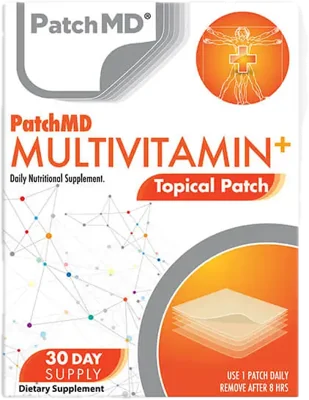 PatchMD®
PatchMD
MULTIVITAMIN+
Daily Nutritional Supplement.
Topical Patch
30 DAY
SUPPLY
Dietary Supplement
USE 1 PATCH DAILY
REMOVE AFTER 8 HRS